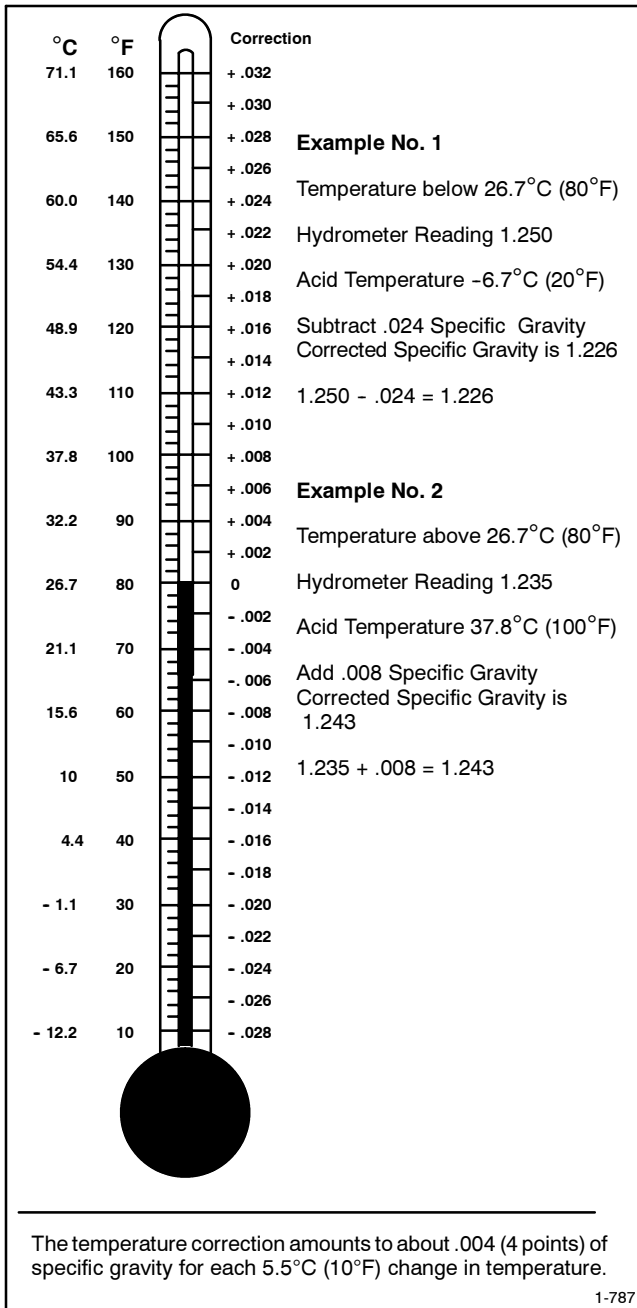 °C °F Correction
71.1 160 + .032
+ .030
65.6 150 + .028
+ .026
60.0 140 + .024
+ .022
54.4 130 + .020
+ .018
48.9 120 + .016
+ .014
43.3 110 + .012
+ .010
37.8 100 + .008
+ .006
32.2 90 + .004
+ .002
26.7 80 0
- .002
21.1 70 - .004
-. 006
15.6 60 - .008
- .010
10 50 - .012
- .014
4.4 40 - .016
- .018
- 1.1 30 - .020
- .022
- 6.7 20 - .024
- .026
- 12.2 10 - .028
Example No. 1
Temperature below 26.7°C (80°F)
Hydrometer Reading 1.250
Acid Temperature -6.7°C (20°F)
Subtract .024 Specific Gravity
Corrected Specific Gravity is 1.226
1.250 - .024 = 1.226
Example No. 2
Temperature above 26.7°C (80°F)
Hydrometer Reading 1.235
Acid Temperature 37.8°C (100°F)
Add .008 Specific Gravity
Corrected Specific Gravity is
1.243
1.235 + .008 = 1.243
The temperature correction amounts to about .004 (4 points) of
specific gravity for each 5.5°C (10°F) change in temperature.
1-787